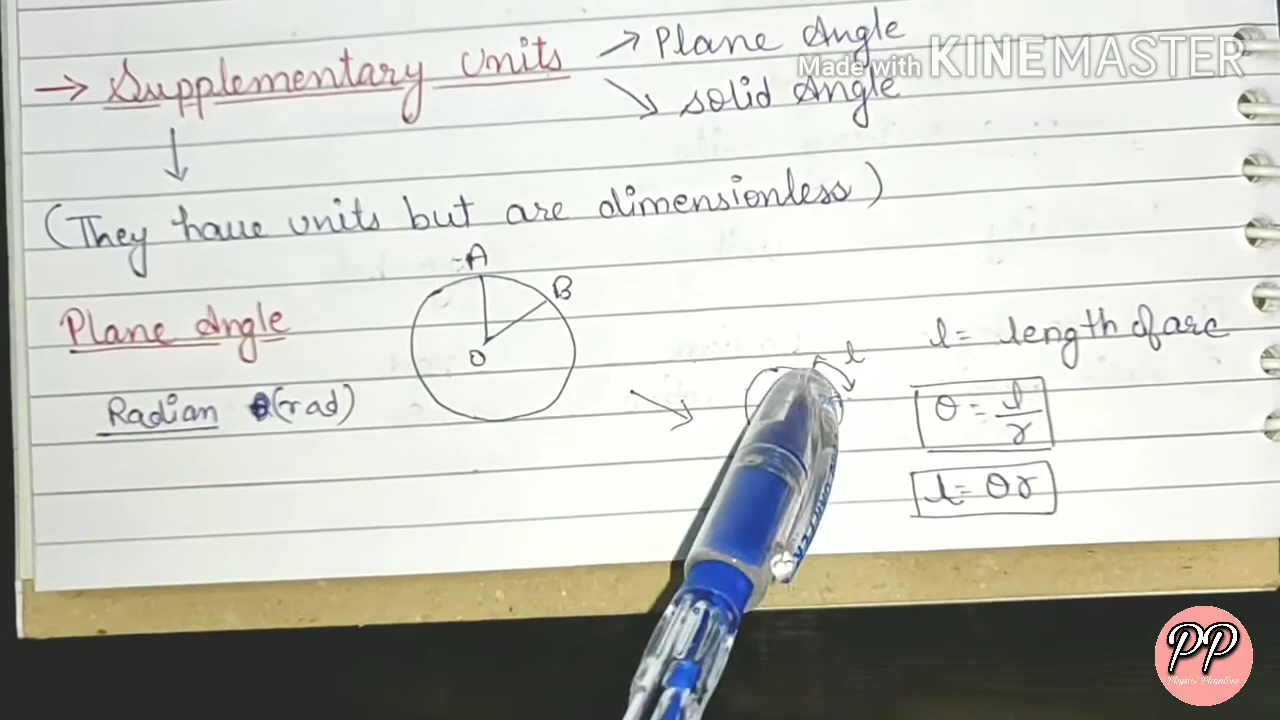 → Supplementary Units → Plane Angle
↘ solid Angle
Made with KINEMASTER
↓
(They have units but are dimensionless)
A
B
O
Plane Angle
Radian θ(rad)
l
l = length of arc
θ = l/r
l = θr
PP